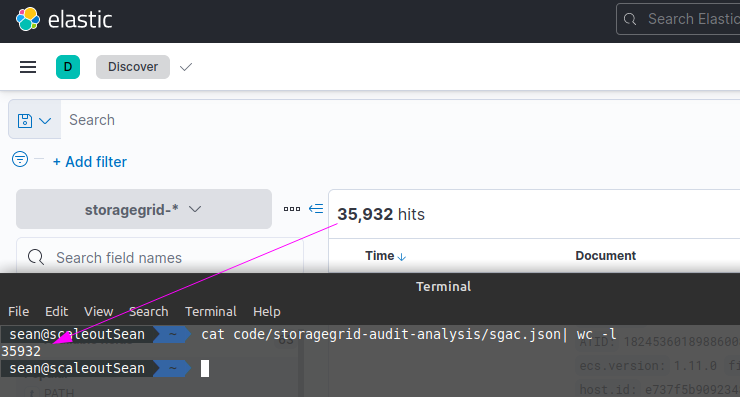 elastic
Search Elastic
D Discover
Search
+ Add filter
storagegrid-*
35,932 hits
Search field names
Time Document
Terminal
File Edit View Search Terminal Help
sean@scaleoutSean ~ cat code/storagegrid-audit-analysis/sgac.json| wc -l
35932
sean@scaleoutSean ~
ecs.version: 1.11.0
host.id: e737f5b909234
PATH